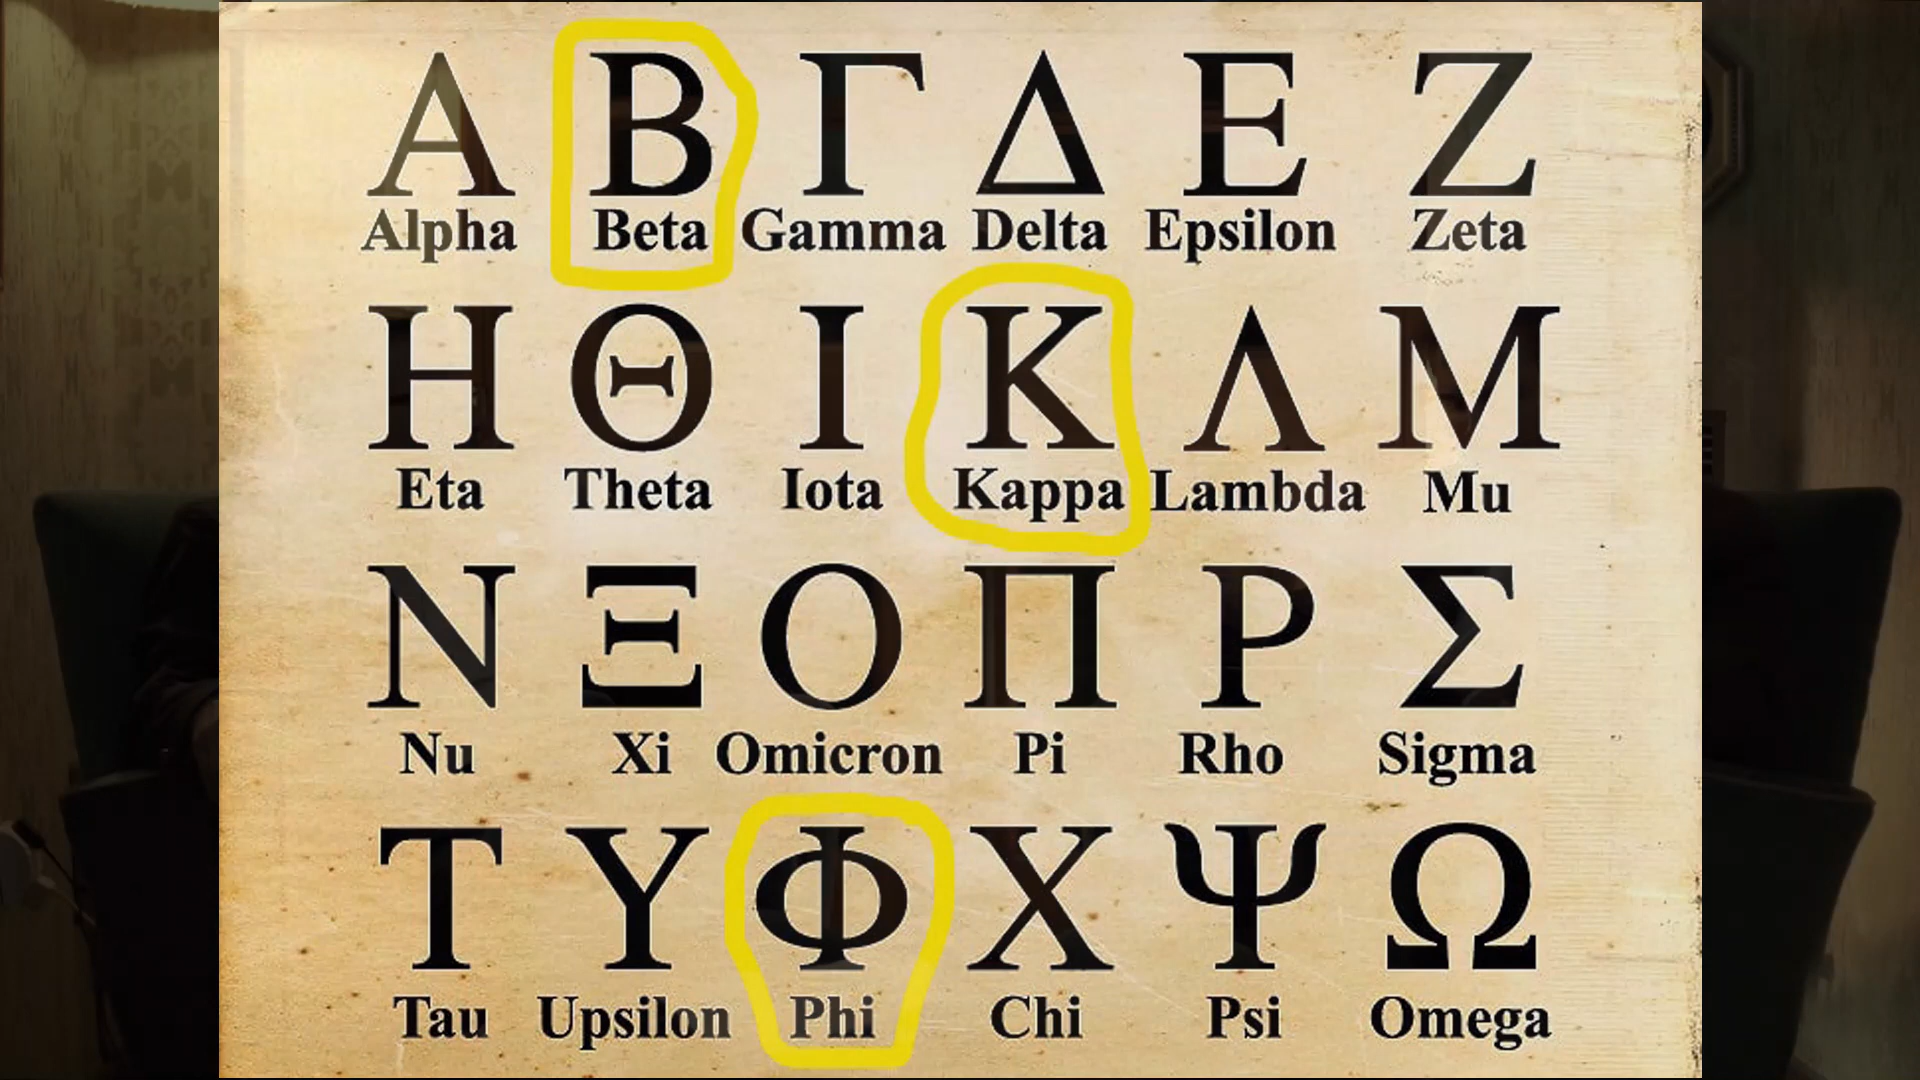 Α Β Γ Δ Ε Ζ
Alpha Beta Gamma Delta Epsilon Zeta
Η Θ Ι Κ Λ Μ
Eta Theta Iota Kappa Lambda Mu
Ν Ξ Ο Π Ρ Σ
Nu Xi Omicron Pi Rho Sigma
Τ Υ Φ Χ Ψ Ω
Tau Upsilon Phi Chi Psi Omega